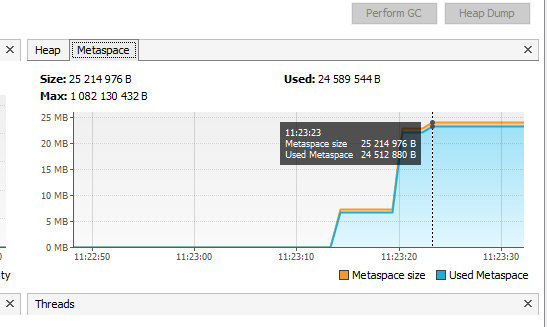 Perform GC Heap Dump
Heap Metaspace
Size: 25 214 976 B Used: 24 589 544 B
Max: 1 082 130 432 B
25 MB
20 MB
15 MB
10 MB
5 MB
0 MB
11:23:23
Metaspace size 25 214 976 B
Used Metaspace 24 512 880 B
11:22:50 11:23:00 11:23:10 11:23:20 11:23:30
Metaspace size Used Metaspace
Threads